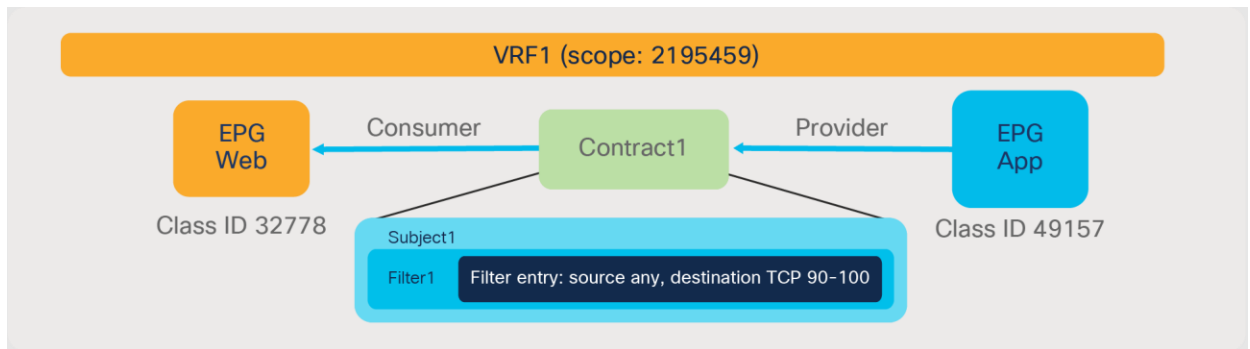 VRF1 (scope: 2195459)
EPG
Web
Consumer
Contract1
Provider
EPG
App
Class ID 32778
Class ID 49157
Subject1
Filter1
Filter entry: source any, destination TCP 90-100